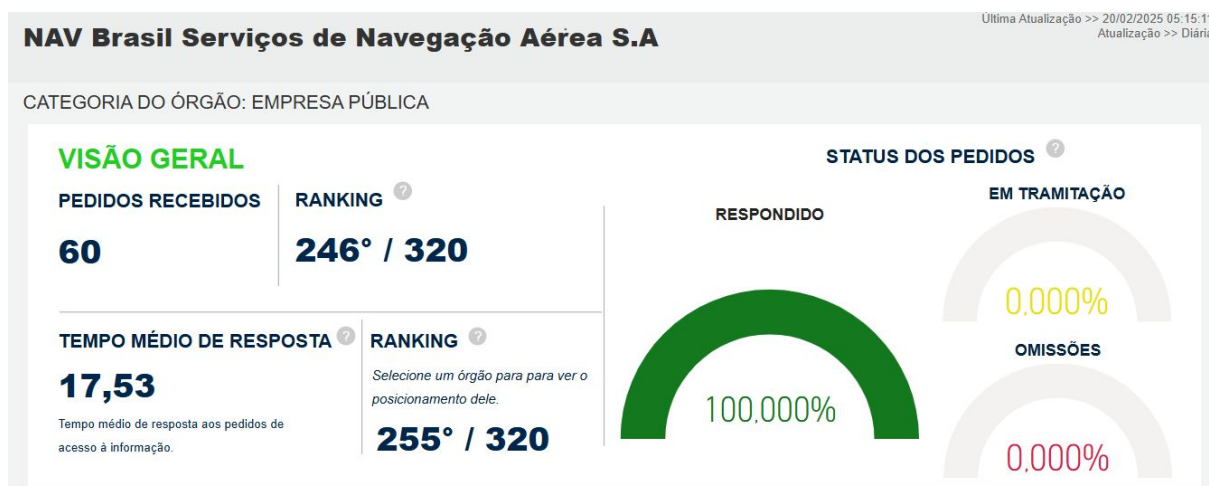 Última Atualização >> 20/02/2025 05:15:1
NAV Brasil Serviços de Navegação Aérea S.A
Atualização >> Diária
CATEGORIA DO ÓRGÃO: EMPRESA PÚBLICA
VISÃO GERAL
PEDIDOS RECEBIDOS
60
RANKING ?
246° / 320
TEMPO MÉDIO DE RESPOSTA ?
17,53
Tempo médio de resposta aos pedidos de
acesso à informação.
RANKING ?
Selecione um órgão para para ver o
posicionamento dele.
255° / 320
STATUS DOS PEDIDOS ?
RESPONDIDO
100,000%
EM TRAMITAÇÃO
0,000%
OMISSÕES
0,000%